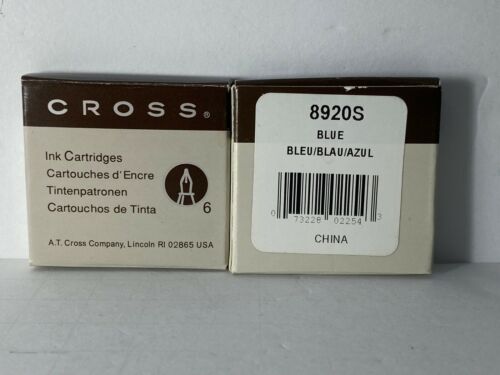 CROSS®
Ink Cartridges
Cartouches d'Encre
Tintenpatronen
Cartouchos de Tinta
6
A.T. Cross Company, Lincoln RI 02865 USA
8920S
BLUE
BLEU/BLAU/AZUL
0 73228 02254 3
CHINA